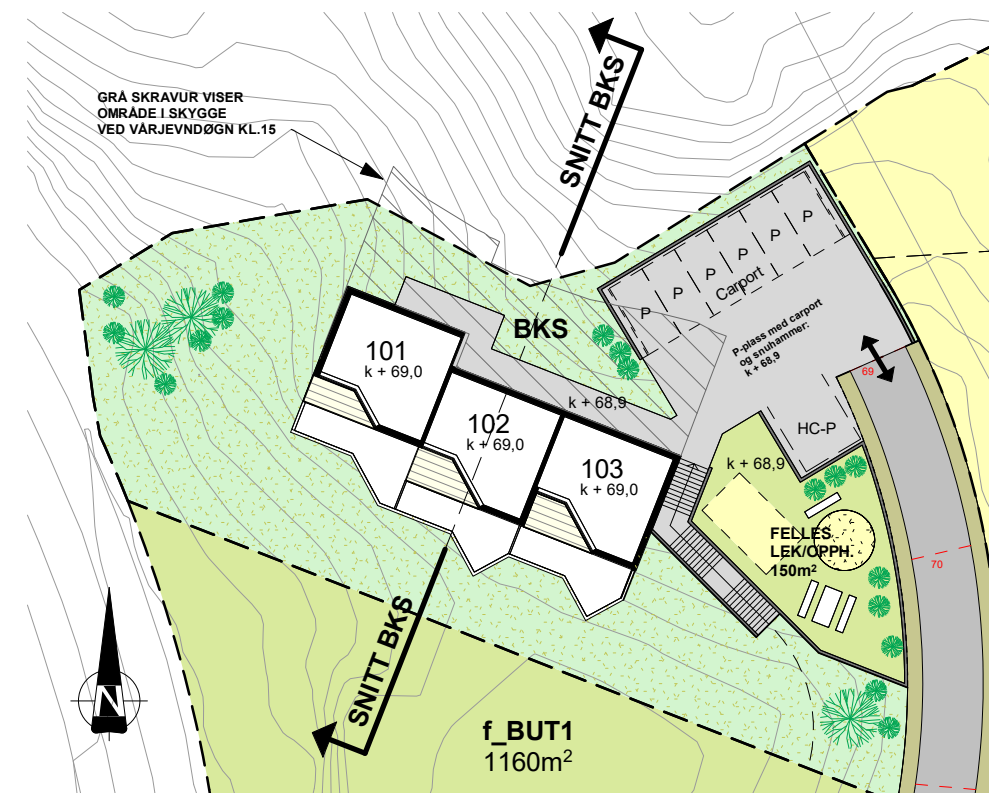 GRÅ SKRAVUR VISER
OMRÅDE I SKYGGE
VED VÅRJEVNDØGN KL.15
SNITT BKS
P
P
P
P
P
P
Carport
P-plass med carport
og snuhammer:
k + 68,9
BKS
101
k + 69,0
k + 68,9
69
102
k + 69,0
HC-P
103
k + 69,0
k + 68,9
FELLES
LEK/OPPH.
150m²
70
SNITT BKS
N
f_BUT1
1160m²